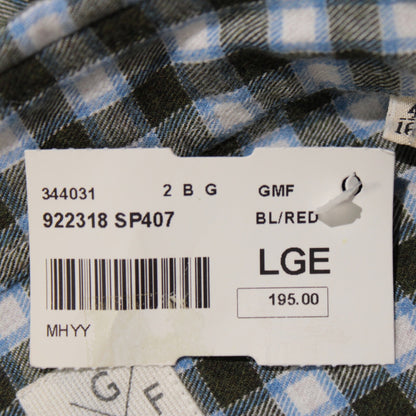 344031 2 B G GMF
922318 SP407 BL/RED
LGE
195.00
MHYY
G/F